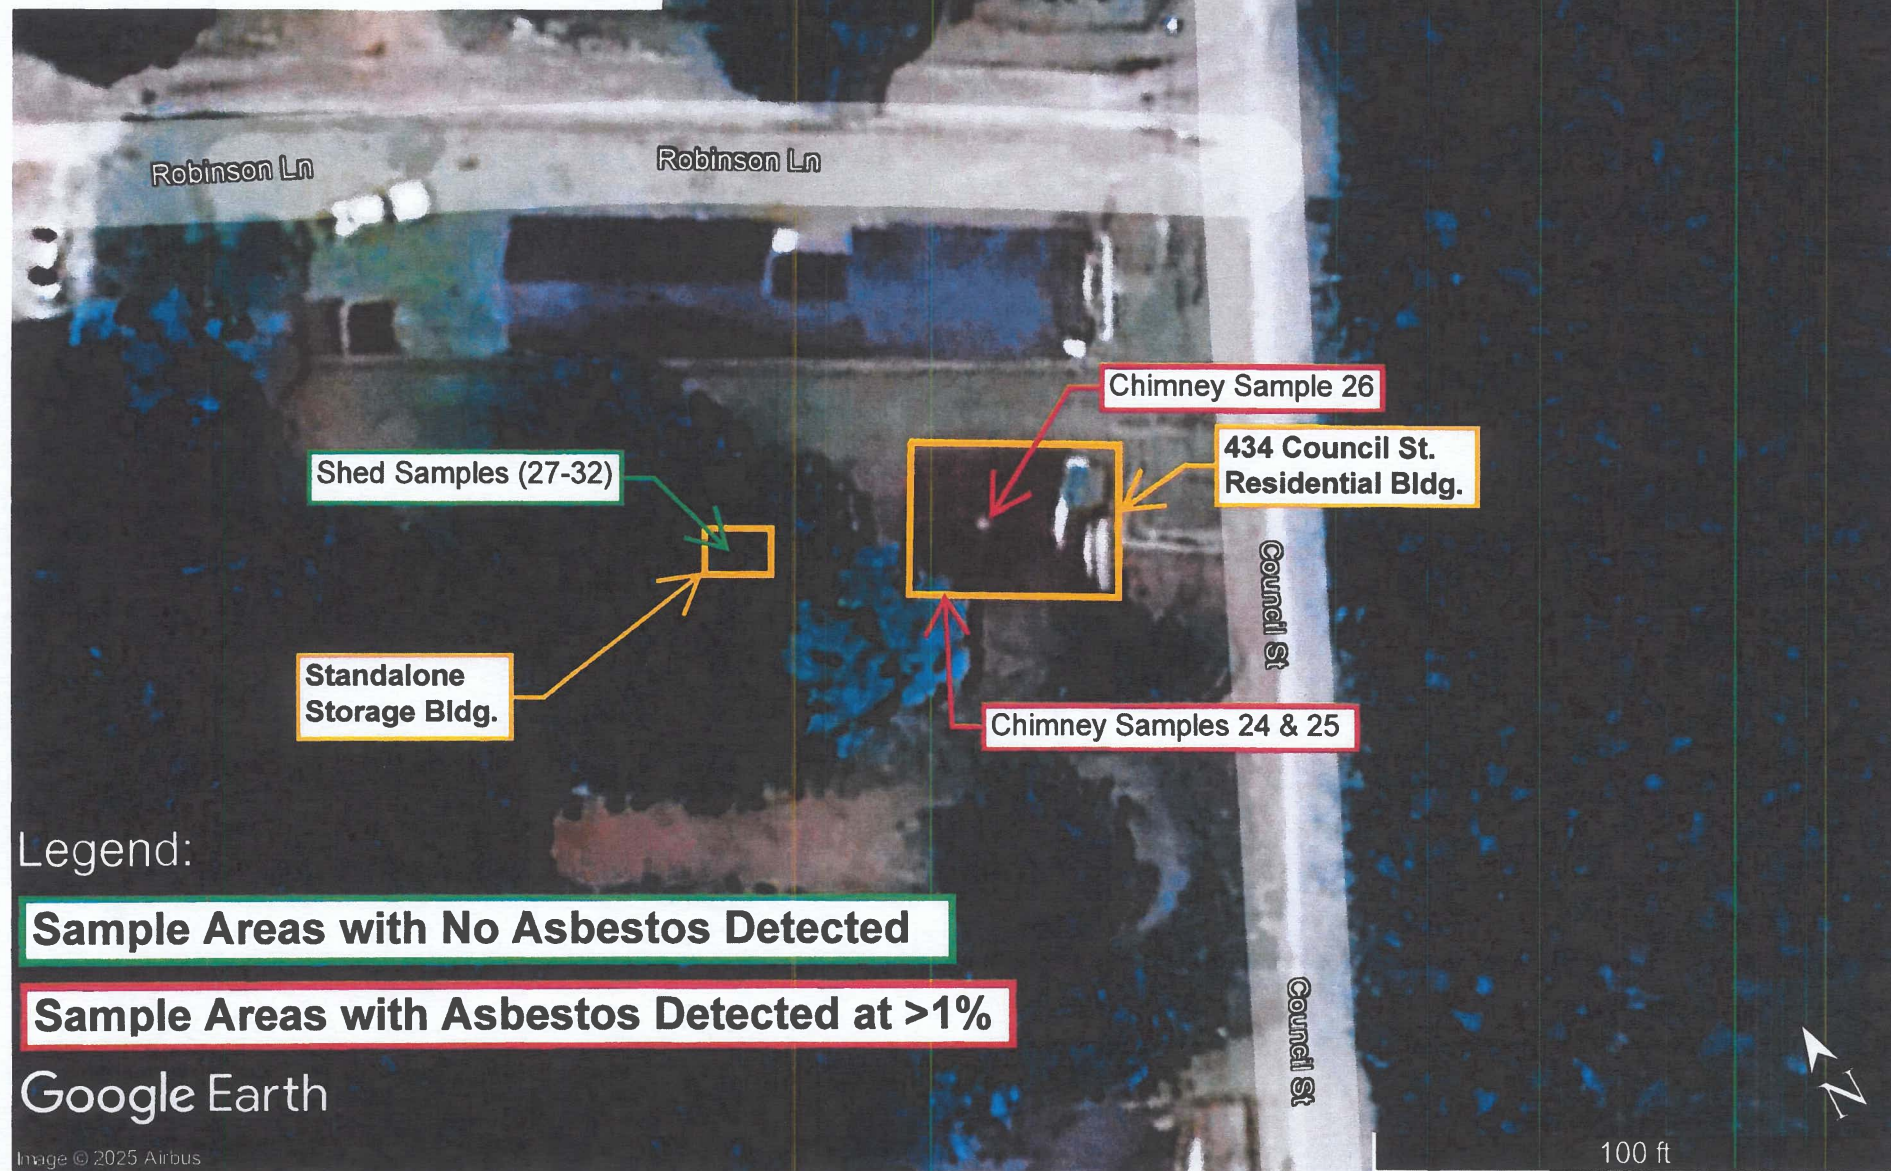 Robinson Ln
Robinson Ln
Chimney Sample 26
434 Council St.
Residential Bldg.
Shed Samples (27-32)
Council St
Standalone
Storage Bldg.
Chimney Samples 24 & 25
Legend:
Sample Areas with No Asbestos Detected
Sample Areas with Asbestos Detected at >1%
Council St
Google Earth
N
Image © 2025 Airbus
100 ft